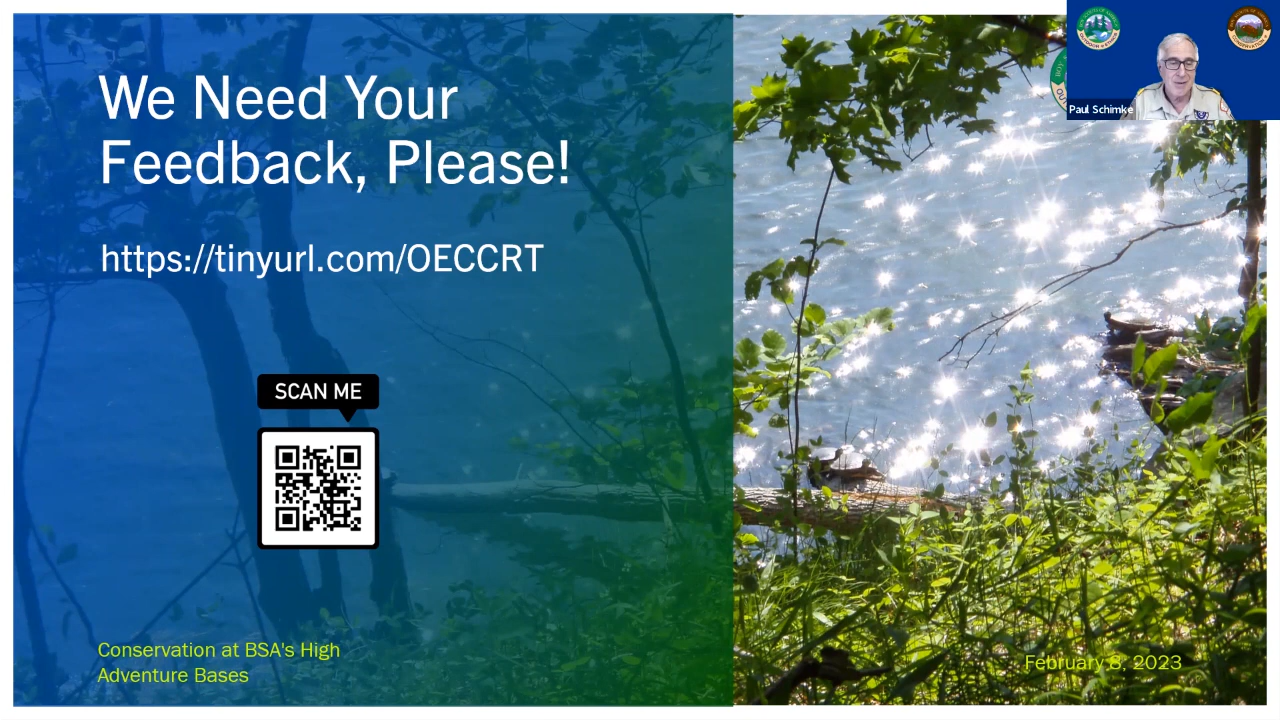 We Need Your
Feedback, Please!
https://tinyurl.com/OECCRT
SCAN ME
Conservation at BSA's High
Adventure Bases
February 8, 2023
Paul Schimke